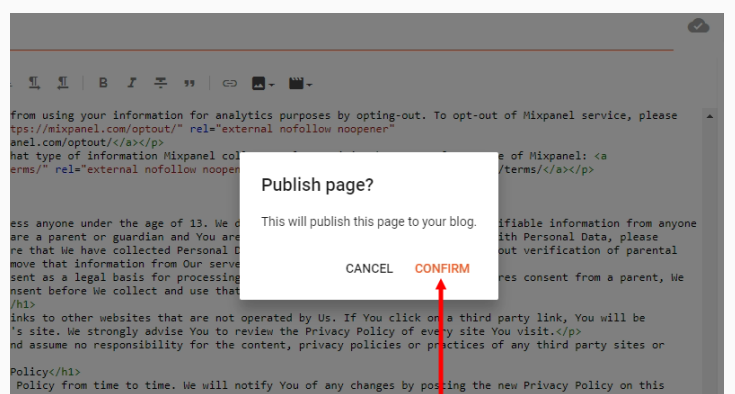 B I
from using your information for analytics purposes by opting-out. To opt-out of Mixpanel service, please
tps://mixpanel.com/optout/" rel="external nofollow noopener"
anel.com/optout/</a></p>
hat type of information Mixpanel col e of Mixpanel: <a
erms/" rel="external nofollow noopen /terms/</a></p>
Publish page?
ess anyone under the age of 13. We d ifiable information from anyone
This will publish this page to your blog.
are a parent or guardian and You are ith Personal Data, please
re that We have collected Personal D out verification of parental
move that information from Our serve
sent as a legal basis for processing res consent from a parent, We
CANCEL CONFIRM
nsent before We collect and use that
/h1>
inks to other websites that are not operated by Us. If You click on a third party link, You will be
's site. We strongly advise You to review the Privacy Policy of every site You visit.</p>
nd assume no responsibility for the content, privacy policies or practices of any third party sites or
Policy</h1>
Policy from time to time. We will notify You of any changes by posting the new Privacy Policy on this